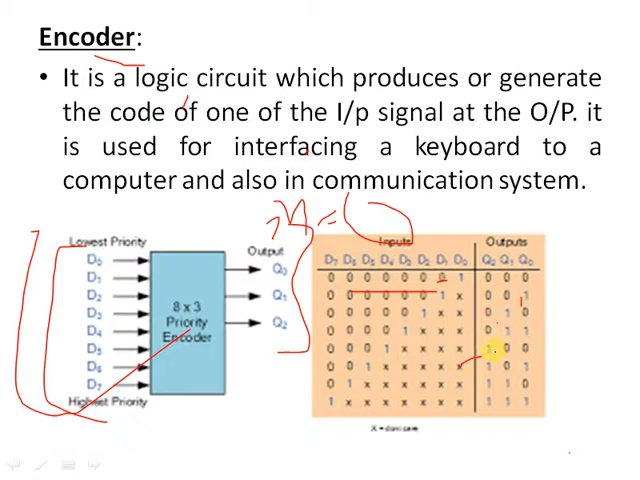 Encoder:
• It is a logic circuit which produces or generate
the code of one of the I/p signal at the O/P. it
is used for interfacing a keyboard to a
computer and also in communication system.
Lowest Priority
D0
D1
D2
D3
D4
D5
D6
D7
Highest Priority
8 x 3
Priority
Encoder
Output
Q0
Q1
Q2
Inputs Outputs
D7 D6 D5 D4 D3 D2 D1 D0 Q2 Q1 Q0
0 0 0 0 0 0 0 1 0 0 0
0 0 0 0 0 0 1 x 0 0 1
0 0 0 0 0 1 x x 0 1 0
0 0 0 0 1 x x x 0 1 1
0 0 0 1 x x x x 1 0 0
0 0 1 x x x x x 1 0 1
0 1 x x x x x x 1 1 0
1 x x x x x x x 1 1 1
X = dont care